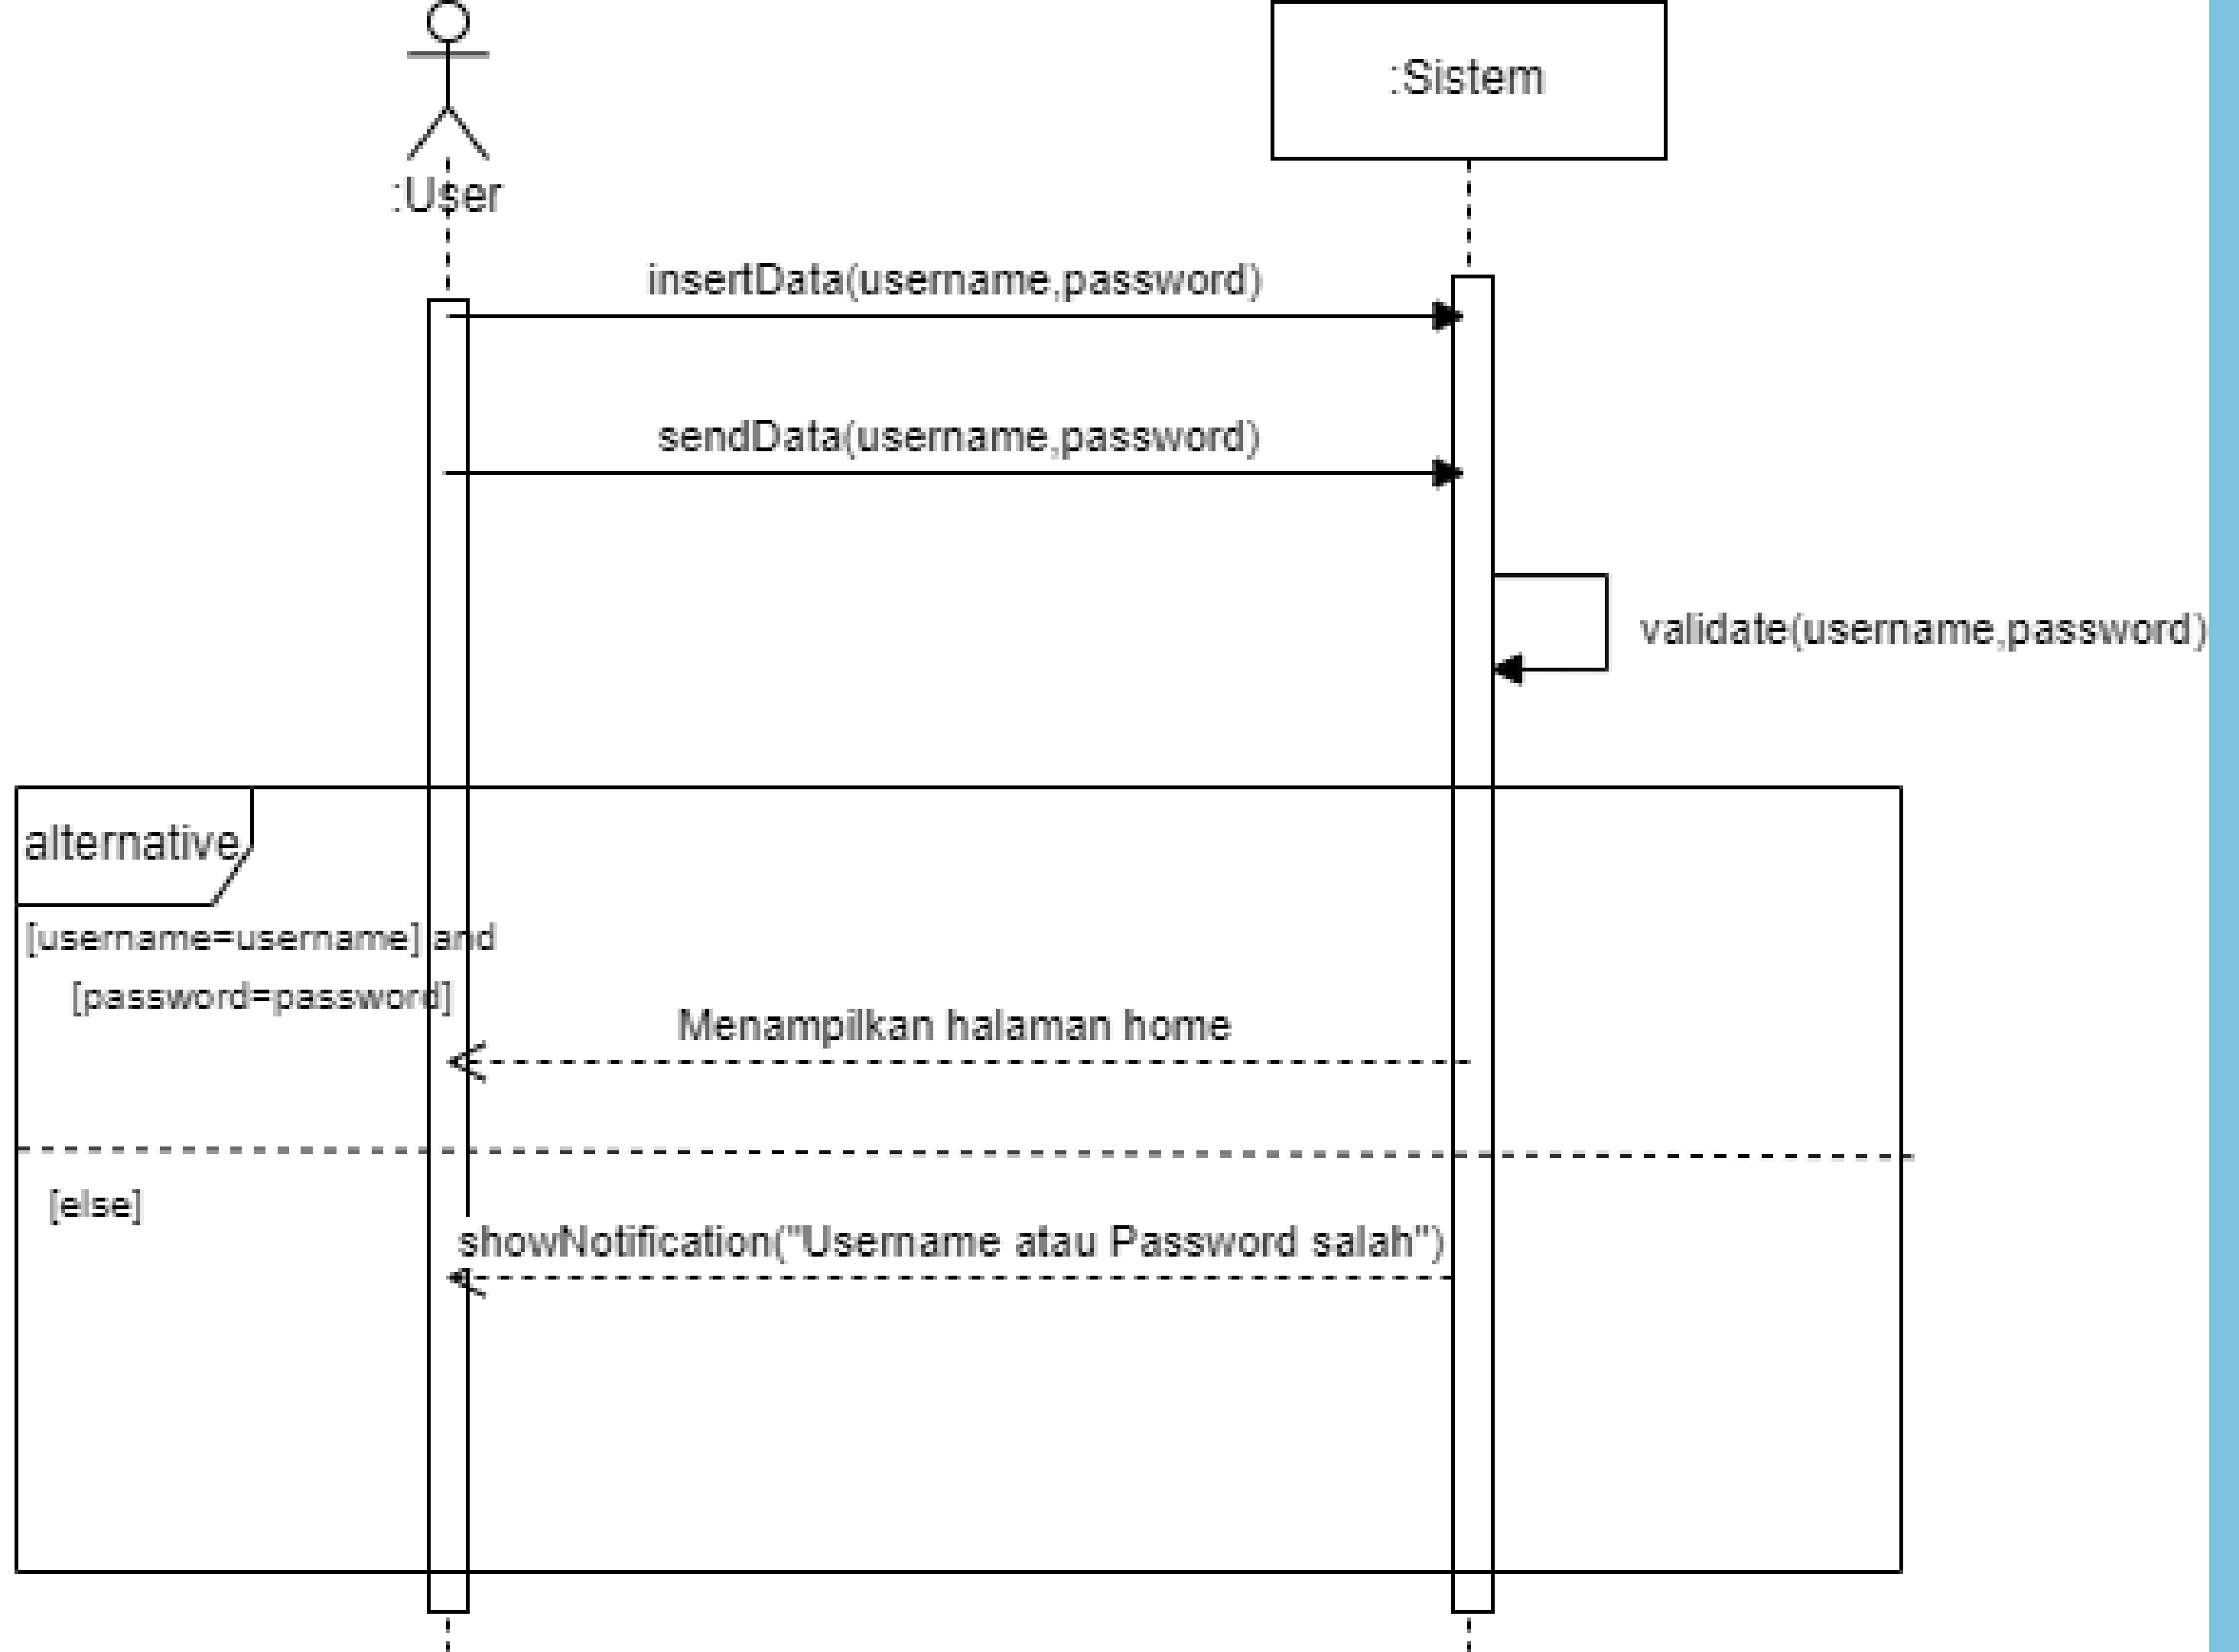 :User
:Sistem
insertData(username,password)
sendData(username,password)
validate(username,password)
alternative
[username=username] and
[password=password]
Menampilkan halaman home
[else]
showNotification("Username atau Password salah")